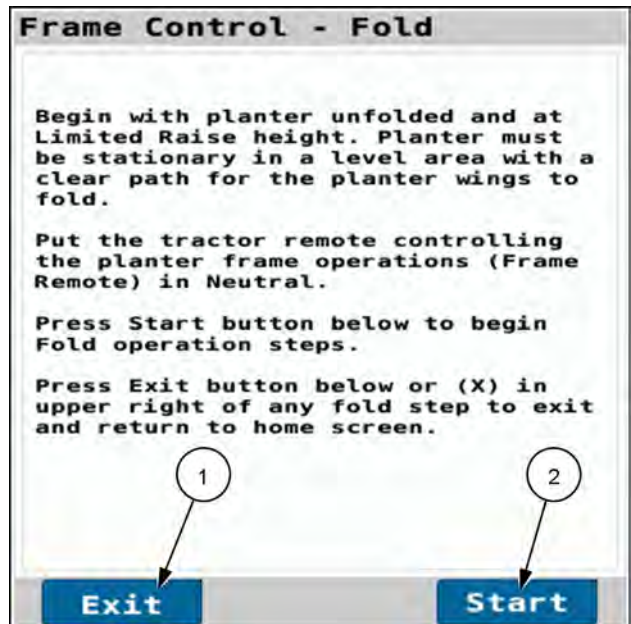 Frame Control - Fold
Begin with planter unfolded and at
Limited Raise height. Planter must
be stationary in a level area with a
clear path for the planter wings to
fold.
Put the tractor remote controlling
the planter frame operations (Frame
Remote) in Neutral.
Press Start button below to begin
Fold operation steps.
Press Exit button below or (X) in
upper right of any fold step to exit
and return to home screen.
1
2
Exit
Start